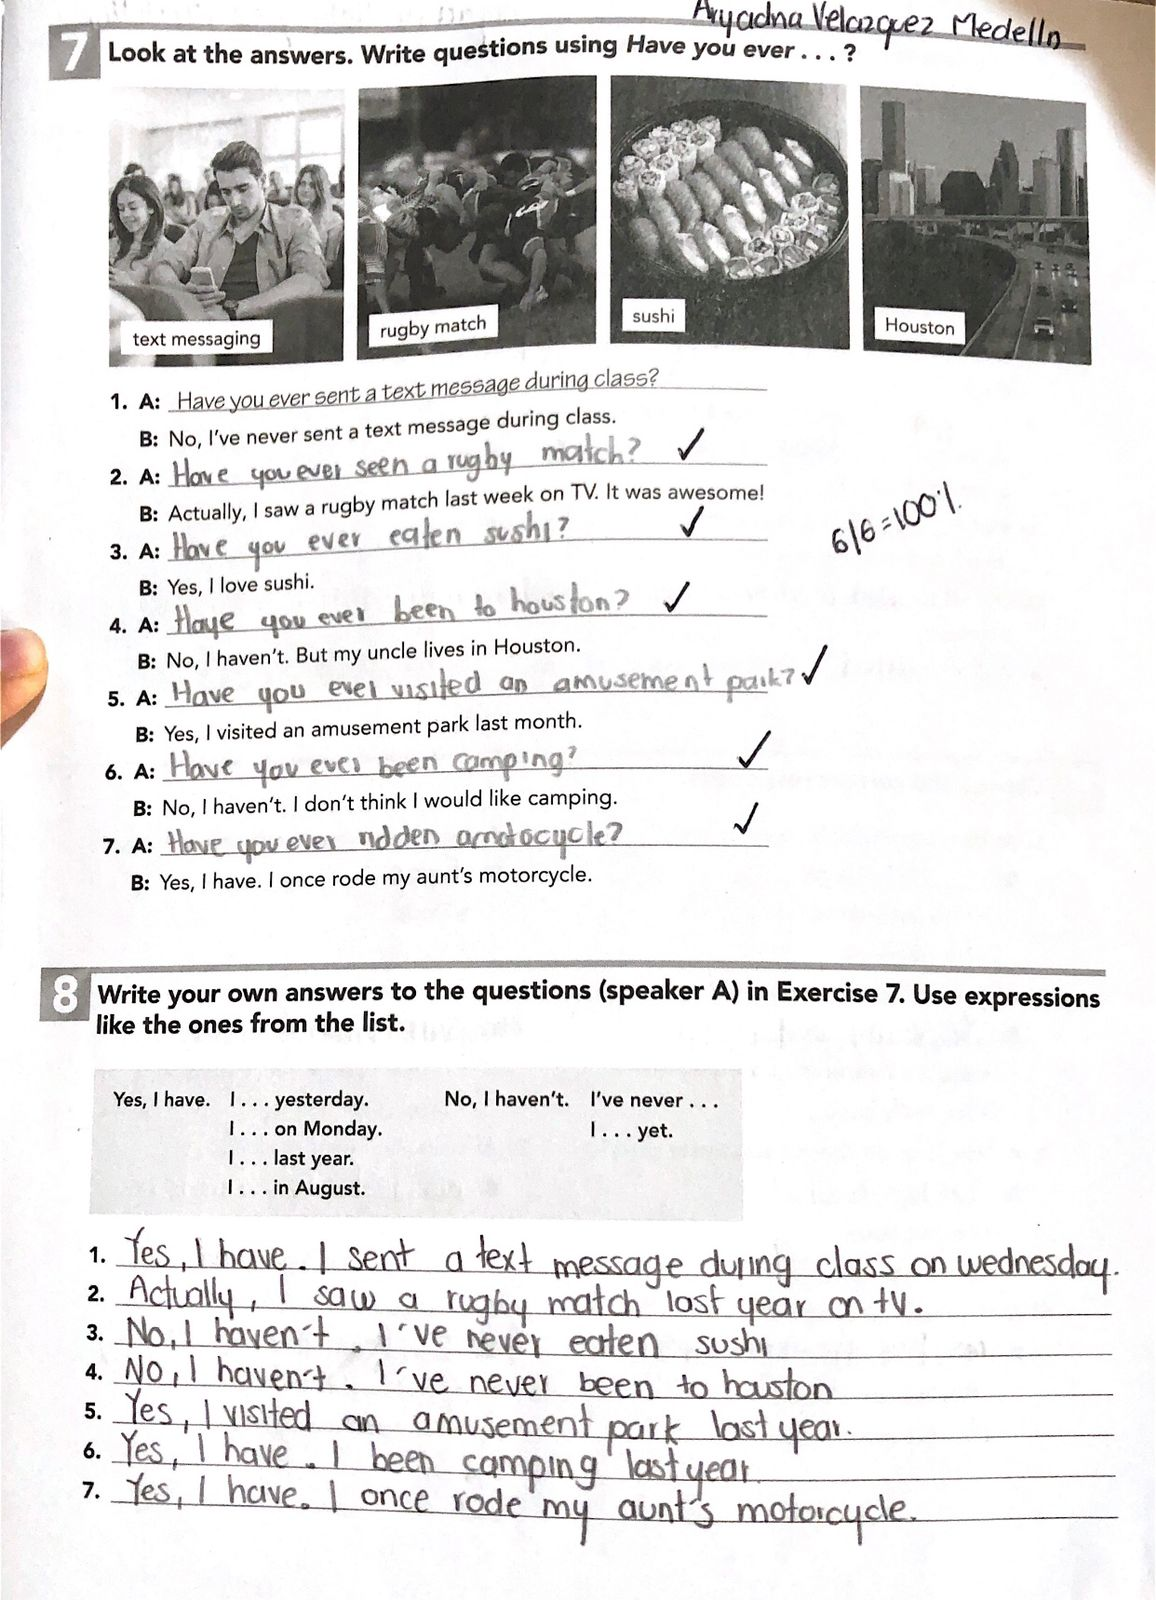 Aryadna Velazquez Medelln
7 Look at the answers. Write questions using Have you ever . . . ?
text messaging
rugby match
sushi
Houston
1. A: Have you ever sent a text message during class?
B: No, I've never sent a text message during class.
2. A: Have you ever seen a rugby match? ✓
B: Actually, I saw a rugby match last week on TV. It was awesome!
3. A: Have you ever eaten sushi? ✓
6/6=100%
B: Yes, I love sushi.
4. A: Have you ever been to houston? ✓
B: No, I haven't. But my uncle lives in Houston.
5. A: Have you ever visited an amusement park? ✓
B: Yes, I visited an amusement park last month.
6. A: Have you ever been camping? ✓
B: No, I haven't. I don't think I would like camping.
7. A: Have you ever ridden a motocycle? ✓
B: Yes, I have. I once rode my aunt's motorcycle.
8 Write your own answers to the questions (speaker A) in Exercise 7. Use expressions
like the ones from the list.
Yes, I have. I . . . yesterday. No, I haven't. I've never . . .
I . . . on Monday. I . . . yet.
I . . . last year.
I . . . in August.
1. Yes, I have. I sent a text message during class on wednesday.
2. Actually, I saw a rugby match last year on tv.
3. No, I haven't. I've never eaten sushi
4. No, I haven't. I've never been to houston
5. Yes, I visited an amusement park last year.
6. Yes, I have. I been camping last year.
7. Yes, I have. I once rode my aunt's motorcycle.